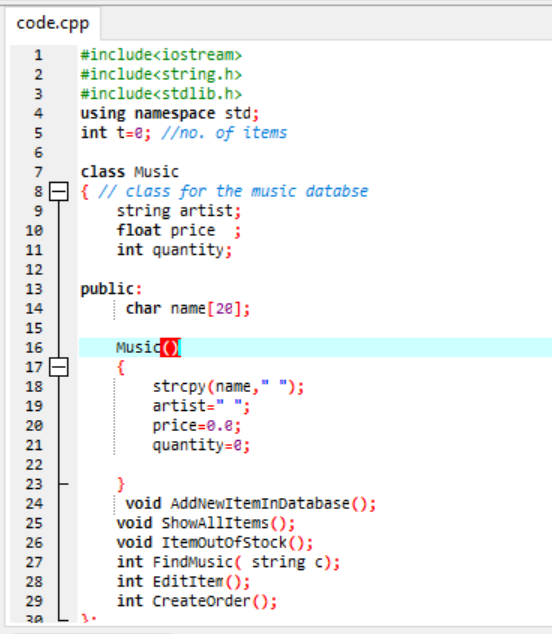 code.cpp
1 #include<iostream>
2 #include<string.h>
3 #include<stdlib.h>
4 using namespace std;
5 int t=0; //no. of items
6
7 class Music
8 { // class for the music databse
9 string artist;
10 float price  ;
11 int quantity;
12
13 public:
14 char name[20];
15
16 Music()
17 {
18 strcpy(name," ");
19 artist=" ";
20 price=0.0;
21 quantity=0;
22
23 }
24 void AddNewItemInDatabase();
25 void ShowAllItems();
26 void ItemOutOfStock();
27 int FindMusic( string c);
28 int EditItem();
29 int CreateOrder();
30 };